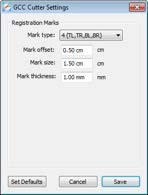 GCC Cutter Settings
Registration Marks
Mark type: 4 (TL,TR,BL,BR)
Mark offset: 0.50 cm cm
Mark size: 1.50 cm cm
Mark thickness: 1.00 mm mm
Set Defaults Cancel Save